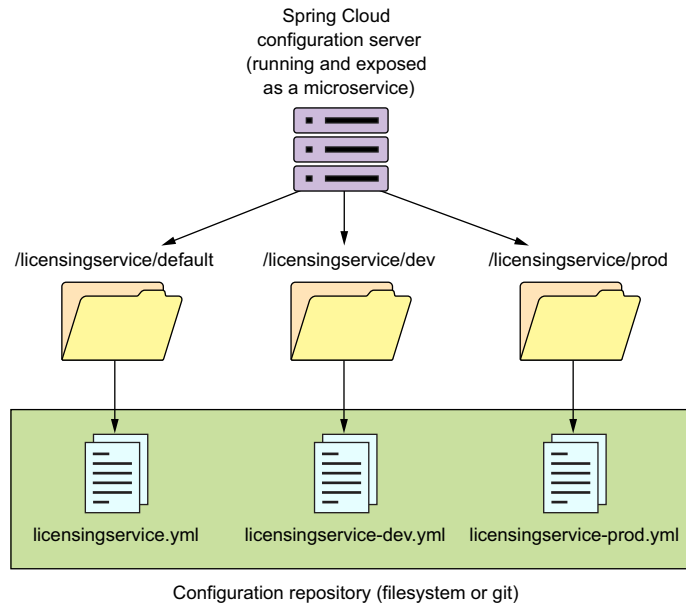 Spring Cloud
configuration server
(running and exposed
as a microservice)
/licensingservice/default
/licensingservice/dev
/licensingservice/prod
licensingservice.yml
licensingservice-dev.yml
licensingservice-prod.yml
Configuration repository (filesystem or git)